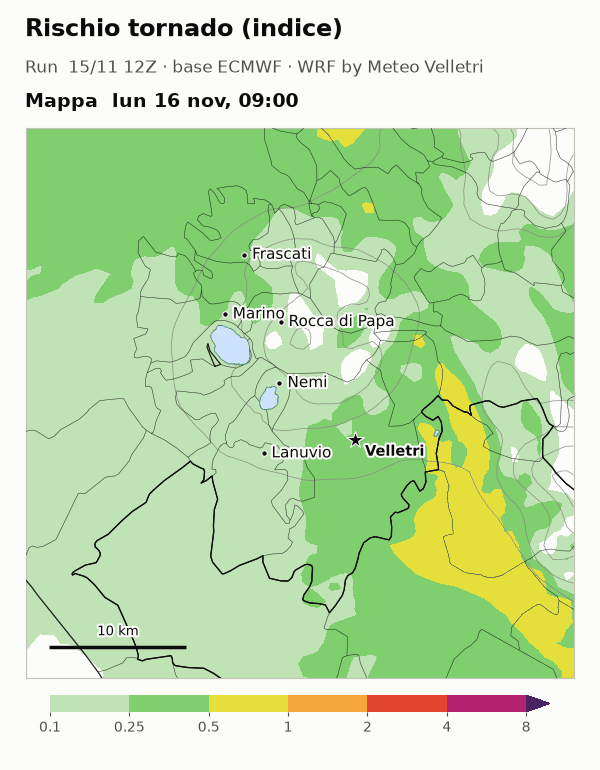 Rischio tornado (indice)
Run  15/11 12Z · base ECMWF · WRF by Meteo Velletri
Mappa  lun 16 nov, 09:00
Frascati
Marino
Rocca di Papa
Nemi
Velletri
Lanuvio
10 km
0.1 0.25 0.5 1 2 4 8